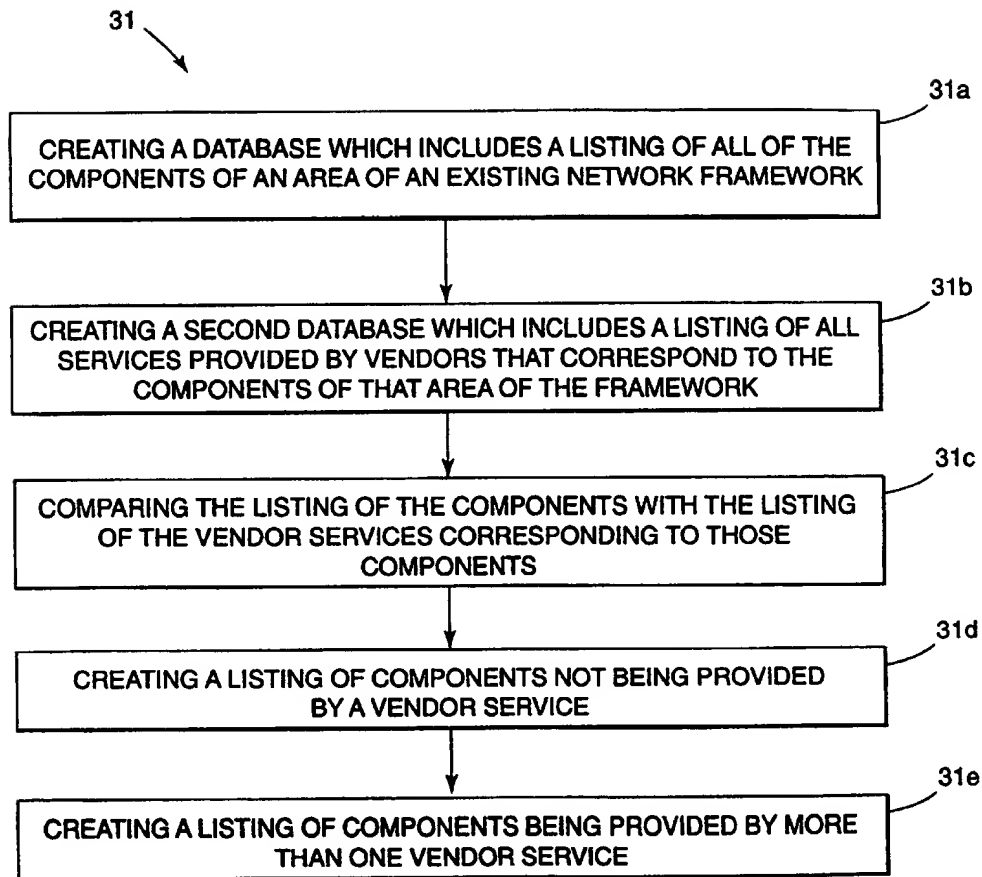 31
31a
CREATING A DATABASE WHICH INCLUDES A LISTING OF ALL OF THE
COMPONENTS OF AN AREA OF AN EXISTING NETWORK FRAMEWORK
31b
CREATING A SECOND DATABASE WHICH INCLUDES A LISTING OF ALL
SERVICES PROVIDED BY VENDORS THAT CORRESPOND TO THE
COMPONENTS OF THAT AREA OF THE FRAMEWORK
31c
COMPARING THE LISTING OF THE COMPONENTS WITH THE LISTING
OF THE VENDOR SERVICES CORRESPONDING TO THOSE
COMPONENTS
31d
CREATING A LISTING OF COMPONENTS NOT BEING PROVIDED
BY A VENDOR SERVICE
31e
CREATING A LISTING OF COMPONENTS BEING PROVIDED BY MORE
THAN ONE VENDOR SERVICE